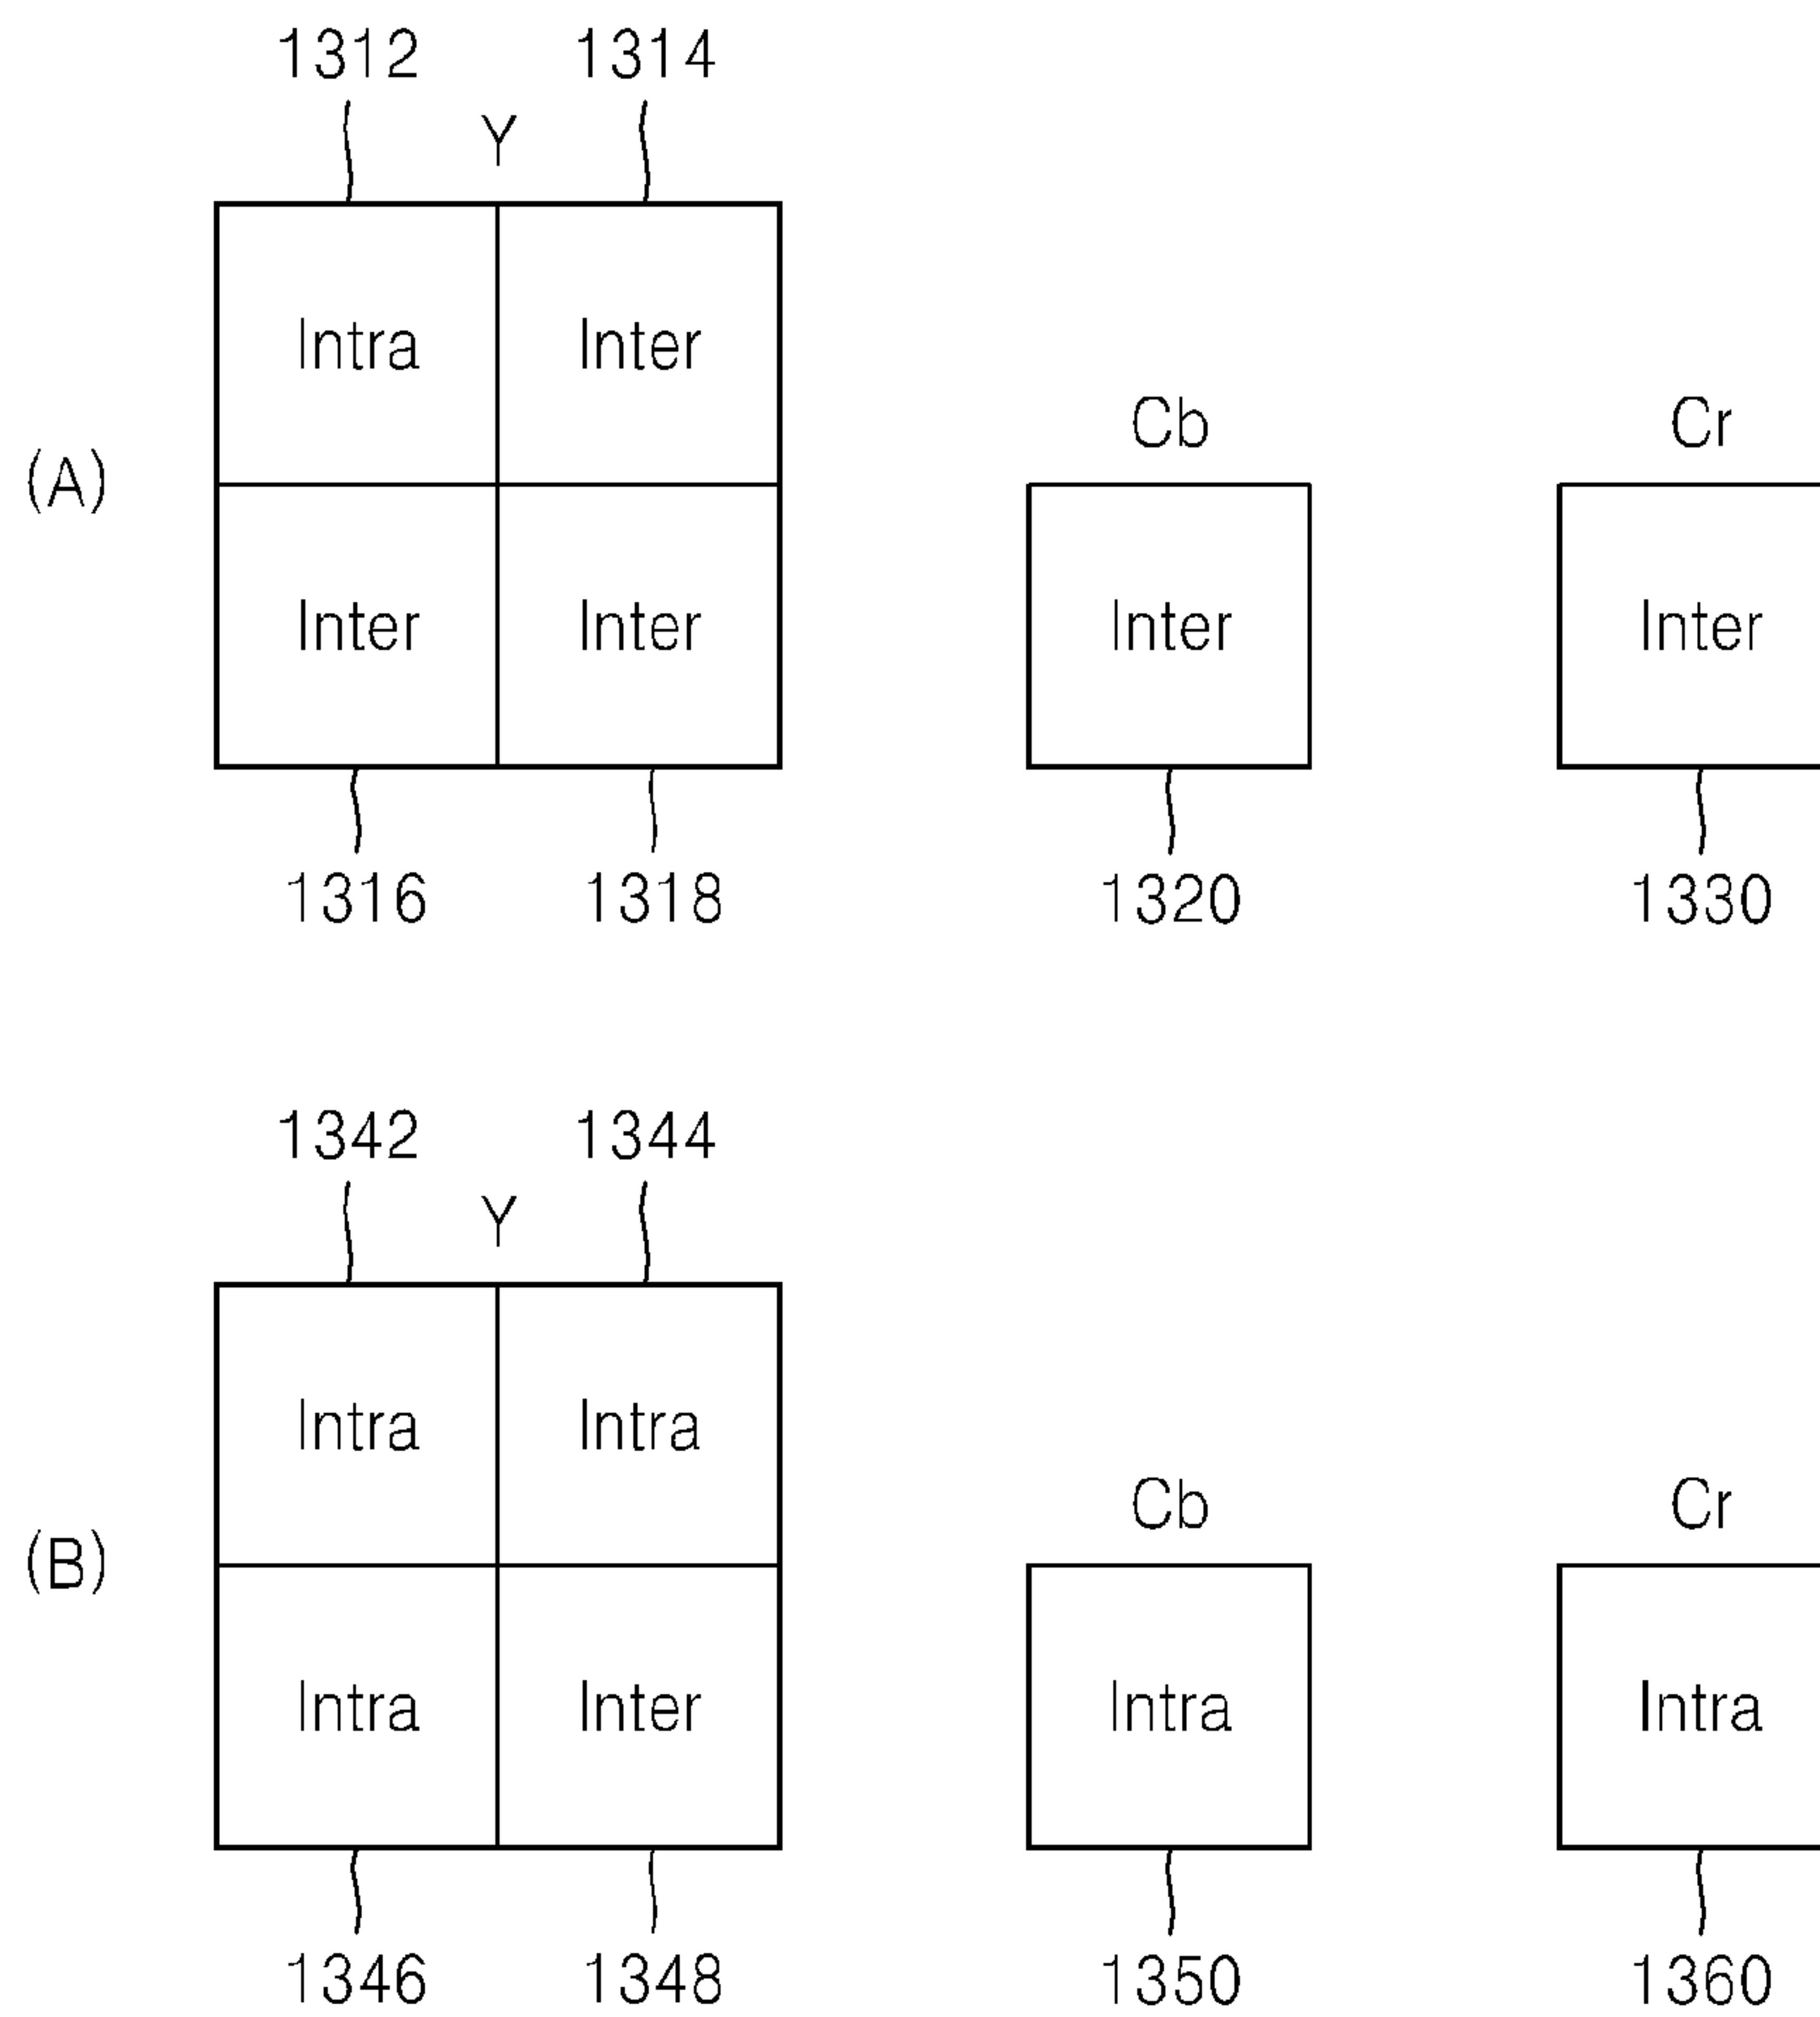 1312 1314
Y
Intra Inter
Cb Cr
(A)
Inter Inter Inter Inter
1316 1318 1320 1330
1342 1344
Y
Intra Intra
Cb Cr
(B)
Intra Inter Intra Intra
1346 1348 1350 1360